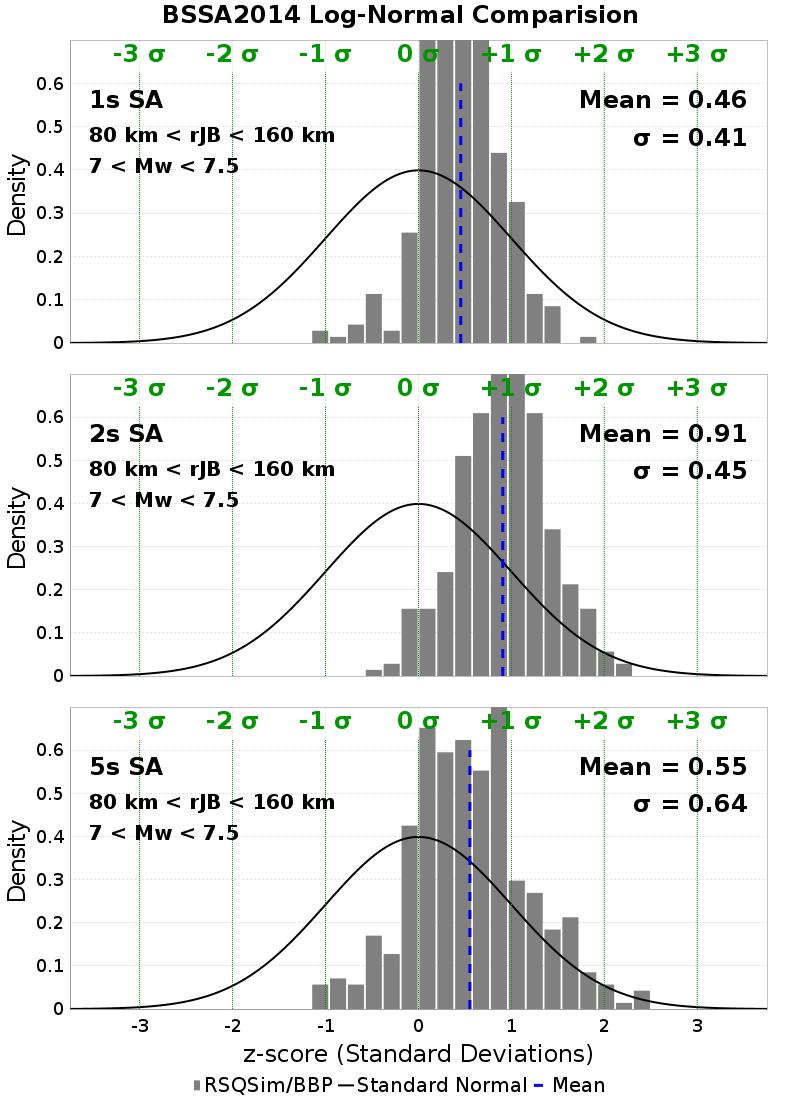 BSSA2014 Log-Normal Comparision
-3 σ -2 σ -1 σ 0 σ +1 σ +2 σ +3 σ
1s SA Mean = 0.46
80 km < rJB < 160 km σ = 0.41
7 < Mw < 7.5
0.6
0.5
0.4
0.3
0.2
0.1
0
Density
-3 σ -2 σ -1 σ 0 σ +1 σ +2 σ +3 σ
2s SA Mean = 0.91
80 km < rJB < 160 km σ = 0.45
7 < Mw < 7.5
0.6
0.5
0.4
0.3
0.2
0.1
0
Density
-3 σ -2 σ -1 σ 0 σ +1 σ +2 σ +3 σ
5s SA Mean = 0.55
80 km < rJB < 160 km σ = 0.64
7 < Mw < 7.5
0.6
0.5
0.4
0.3
0.2
0.1
0
Density
-3 -2 -1 0 1 2 3
z-score (Standard Deviations)
RSQSim/BBP Standard Normal Mean